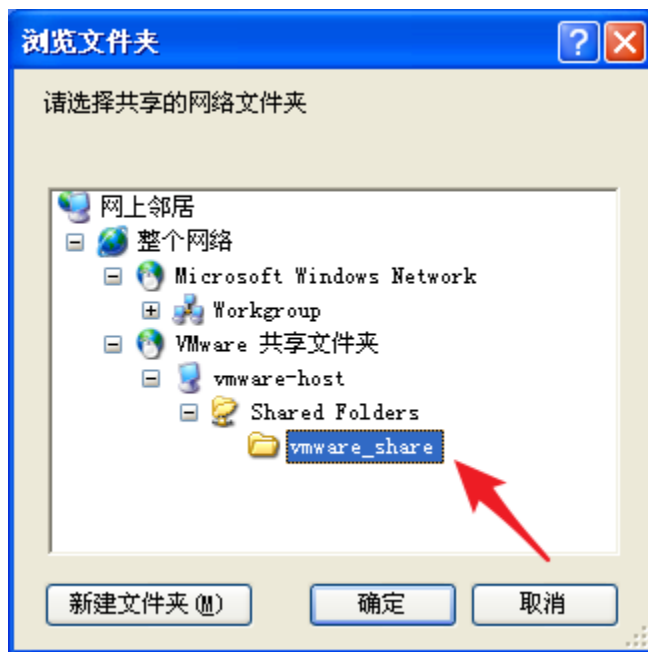 浏览文件夹
请选择共享的网络文件夹
网上邻居
整个网络
Microsoft Windows Network
Workgroup
VMware 共享文件夹
vmware-host
Shared Folders
vmware_share
新建文件夹(M) 确定 取消